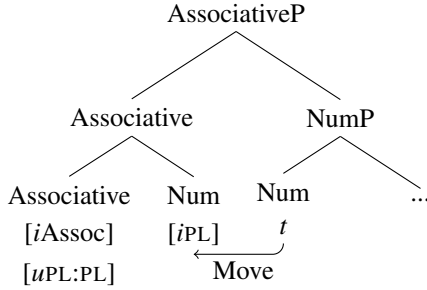 AssociativeP
Associative NumP
Associative Num Num ...
[iAssoc] [iPL] t
[uPL:PL] Move